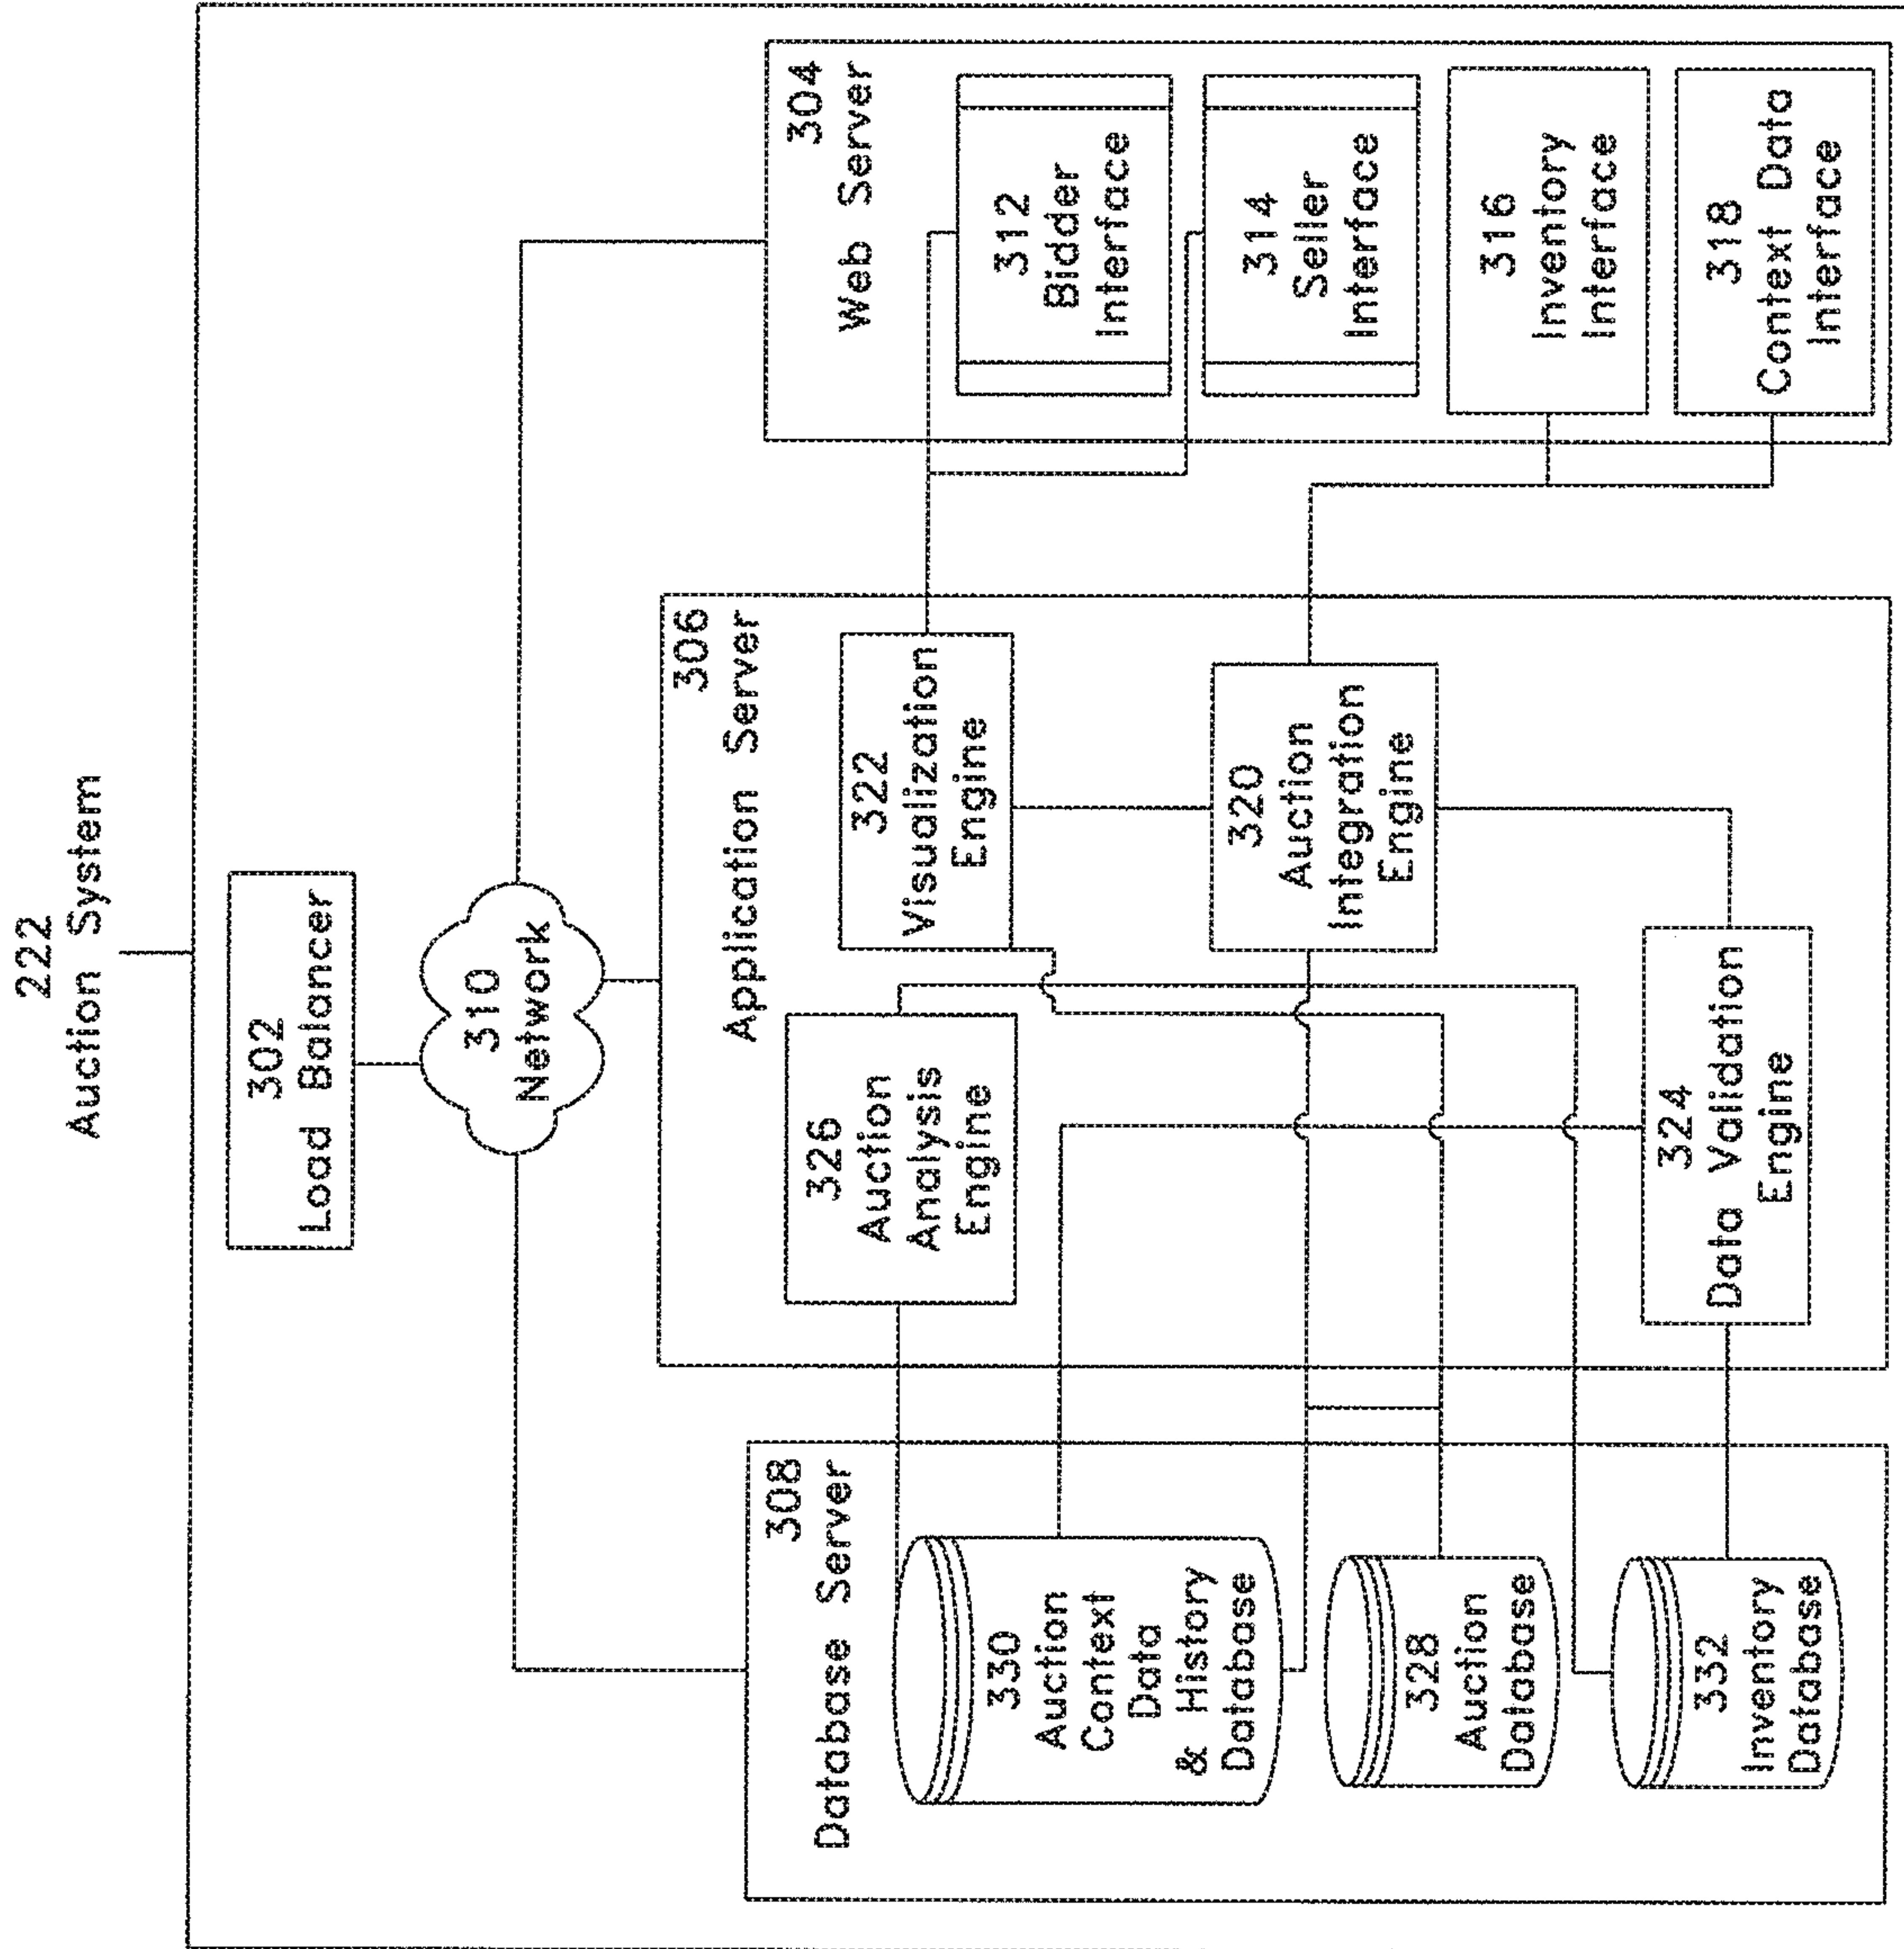 222
Auction System
302
Load Balancer
310
Network
308
Database Server
330
Auction
Context
Data
& History
Database
328
Auction
Database
332
Inventory
Database
306
Application Server
326
Auction
Analysis
Engine
322
Visualization
Engine
320
Auction
Integration
Engine
324
Data Validation
Engine
304
Web Server
312
Bidder
Interface
314
Seller
Interface
316
Inventory
Interface
318
Context Data
Interface